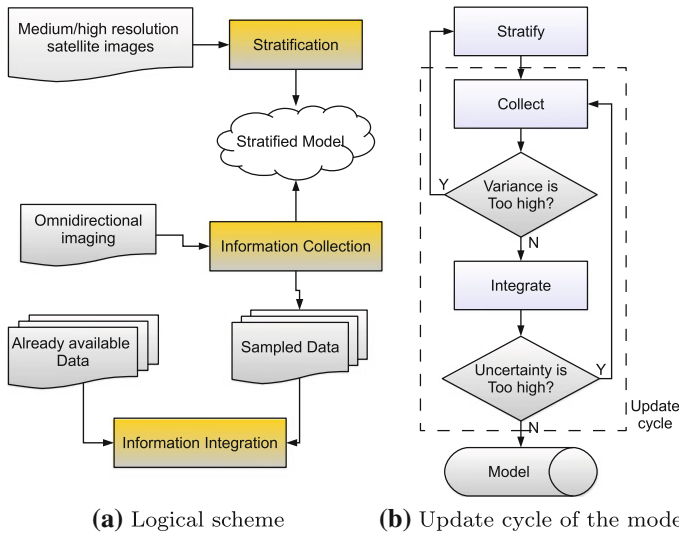 Medium/high resolution
satellite images
Stratification
Stratified Model
Omnidirectional
imaging
Information Collection
Already available
Data
Sampled Data
Information Integration
(a) Logical scheme
Stratify
Collect
Y
Variance is
Too high?
N
Integrate
Uncertainty is
Too high?
Y
Update
cycle
N
Model
(b) Update cycle of the mode